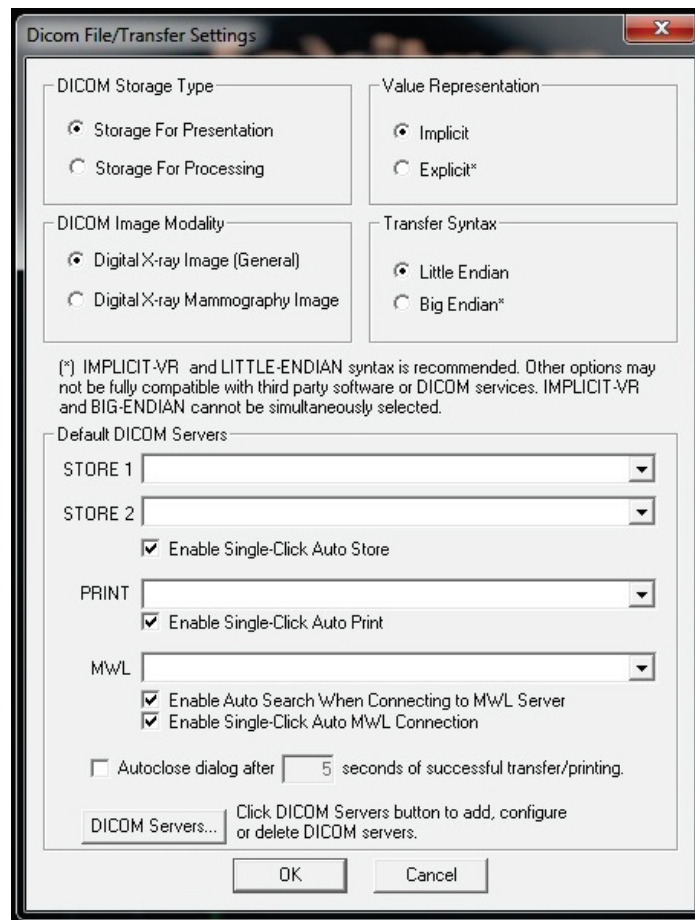 Dicom File/Transfer Settings
DICOM Storage Type
Storage For Presentation
Storage For Processing
Value Representation
Implicit
Explicit*
DICOM Image Modality
Digital X-ray Image (General)
Digital X-ray Mammography Image
Transfer Syntax
Little Endian
Big Endian*
(*) IMPLICIT-VR and LITTLE-ENDIAN syntax is recommended. Other options may
not be fully compatible with third party software or DICOM services. IMPLICIT-VR
and BIG-ENDIAN cannot be simultaneously selected.
Default DICOM Servers
STORE 1
STORE 2
Enable Single-Click Auto Store
PRINT
Enable Single-Click Auto Print
MWL
Enable Auto Search When Connecting to MWL Server
Enable Single-Click Auto MWL Connection
Autoclose dialog after 5 seconds of successful transfer/printing.
DICOM Servers...
Click DICOM Servers button to add, configure
or delete DICOM servers.
OK
Cancel